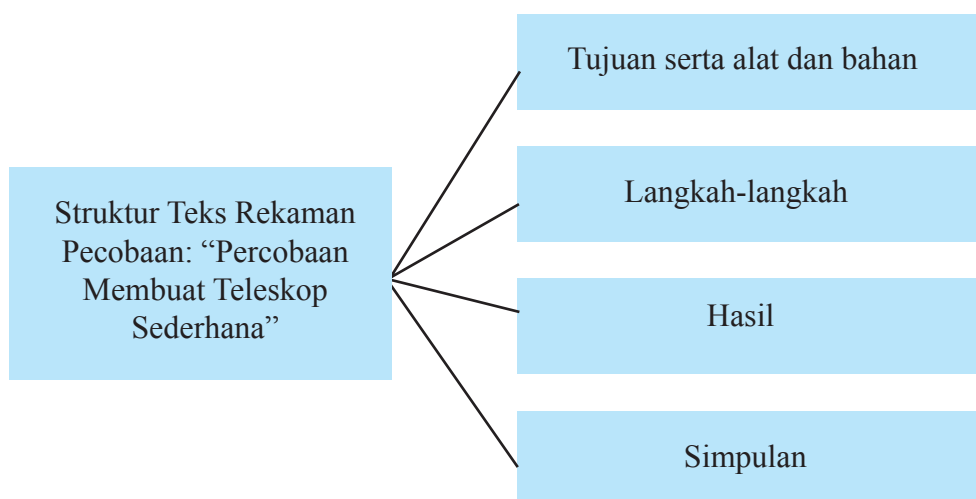 Struktur Teks Rekaman
Pecobaan: “Percobaan
Membuat Teleskop
Sederhana”
Tujuan serta alat dan bahan
Langkah-langkah
Hasil
Simpulan